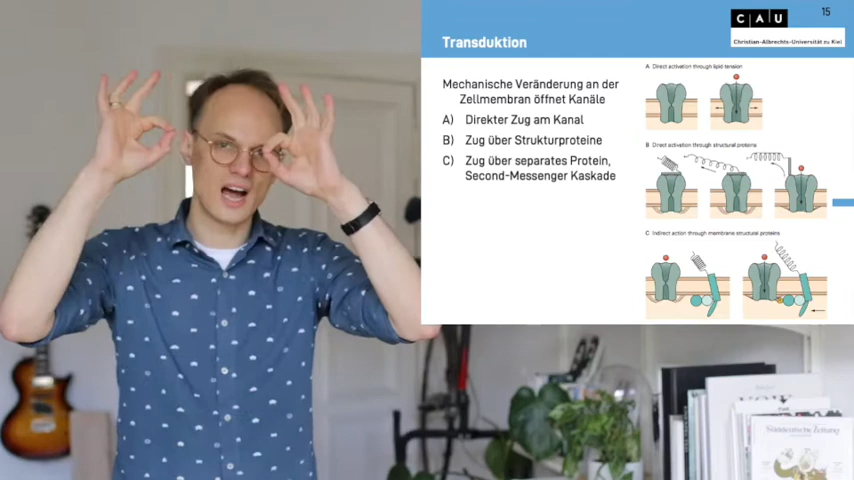 15
C A U
Christian-Albrechts-Universität zu Kiel
Transduktion
Mechanische Veränderung an der
Zellmembran öffnet Kanäle
A) Direkter Zug am Kanal
B) Zug über Strukturproteine
C) Zug über separates Protein,
Second-Messenger Kaskade
A Direct activation through lipid tension
B Direct activation through structural proteins
C Indirect action through membrane structural proteins
Süddeutsche Zeitung